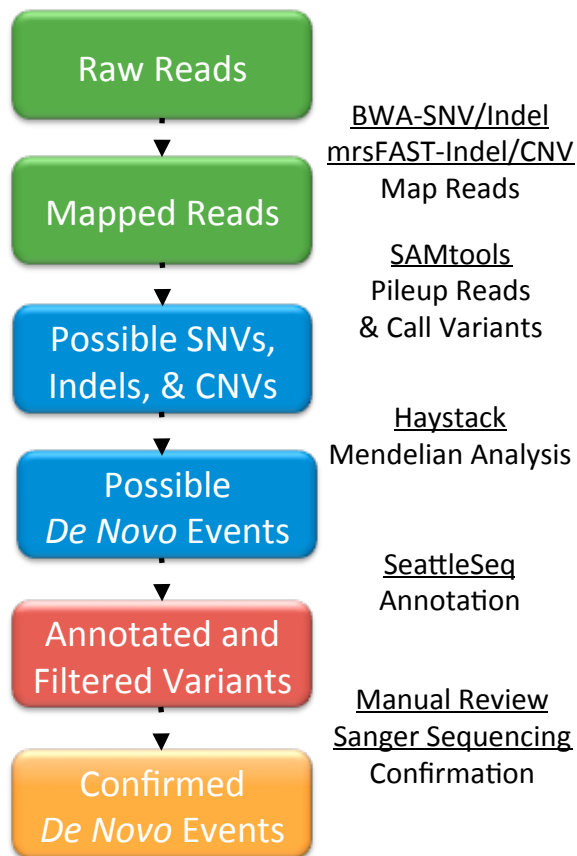 Raw Reads
BWA-SNV/Indel
mrsFAST-Indel/CNV
Map Reads
Mapped Reads
SAMtools
Pileup Reads
& Call Variants
Possible SNVs,
Indels, & CNVs
Haystack
Mendelian Analysis
Possible
De Novo Events
SeattleSeq
Annotation
Annotated and
Filtered Variants
Manual Review
Sanger Sequencing
Confirmation
Confirmed
De Novo Events